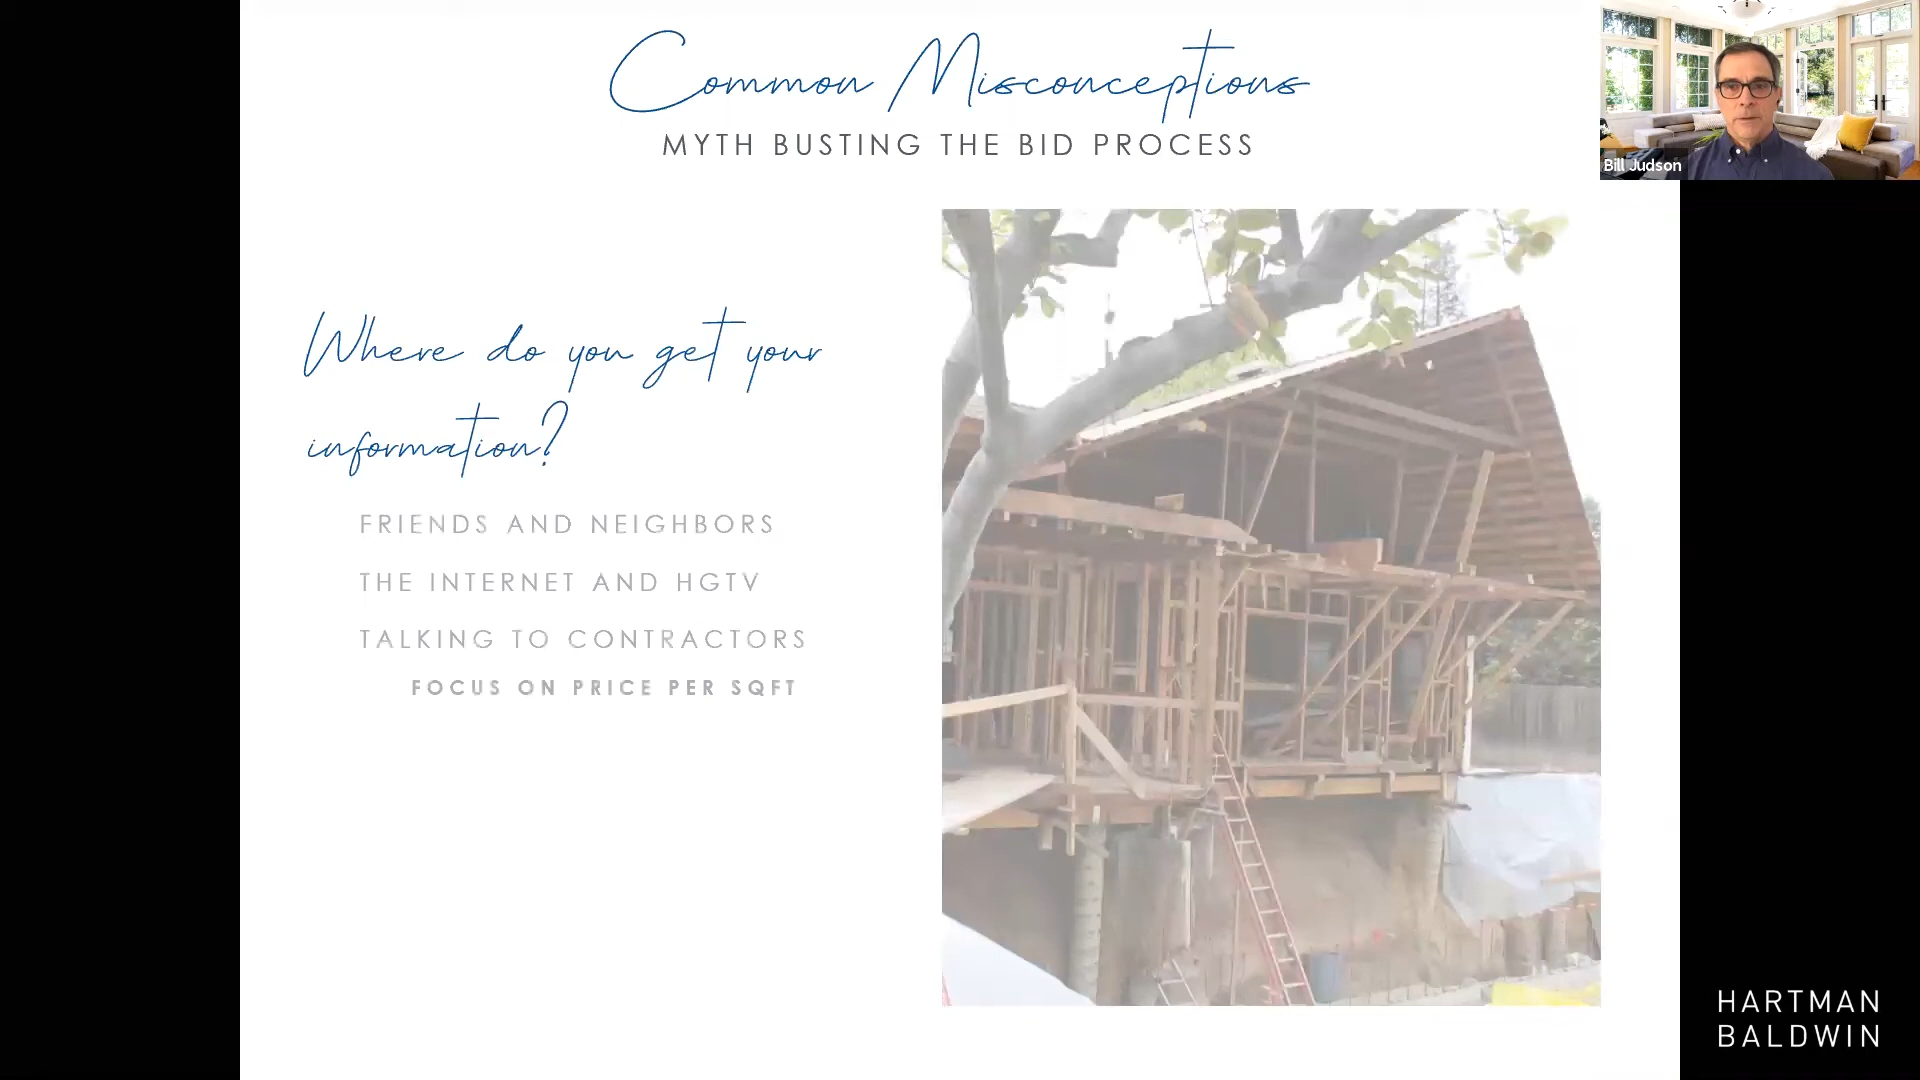 Common Misconceptions
MYTH BUSTING THE BID PROCESS
Bill Judson
Where do you get your
information?
FRIENDS AND NEIGHBORS
THE INTERNET AND HGTV
TALKING TO CONTRACTORS
FOCUS ON PRICE PER SQFT
HARTMAN
BALDWIN